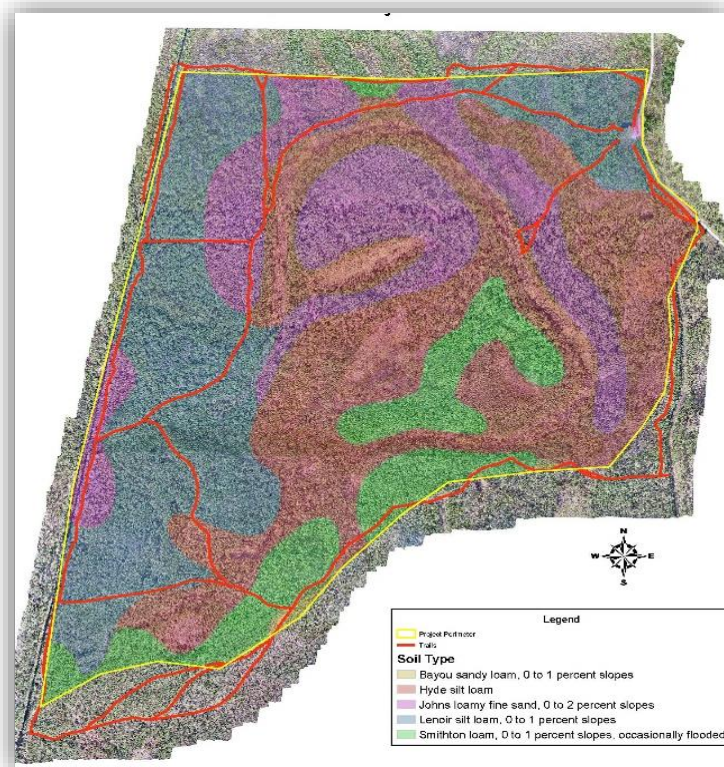 N
W E
S
Legend
Project Perimeter
Trails
Soil Type
Bayou sandy loam, 0 to 1 percent slopes
Hyde silt loam
Johns loamy fine sand, 0 to 2 percent slopes
Lenoir silt loam, 0 to 1 percent slopes
Smithton loam, 0 to 1 percent slopes, occasionally flooded